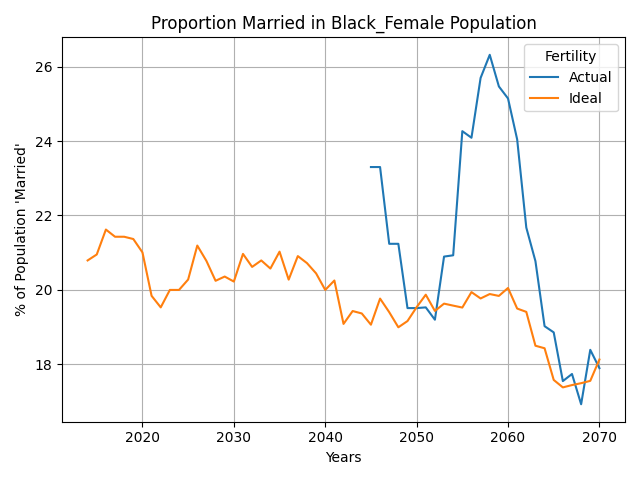 Proportion Married in Black_Female Population
% of Population 'Married'
26
24
22
20
18
Fertility
Actual
Ideal
2020 2030 2040 2050 2060 2070
Years